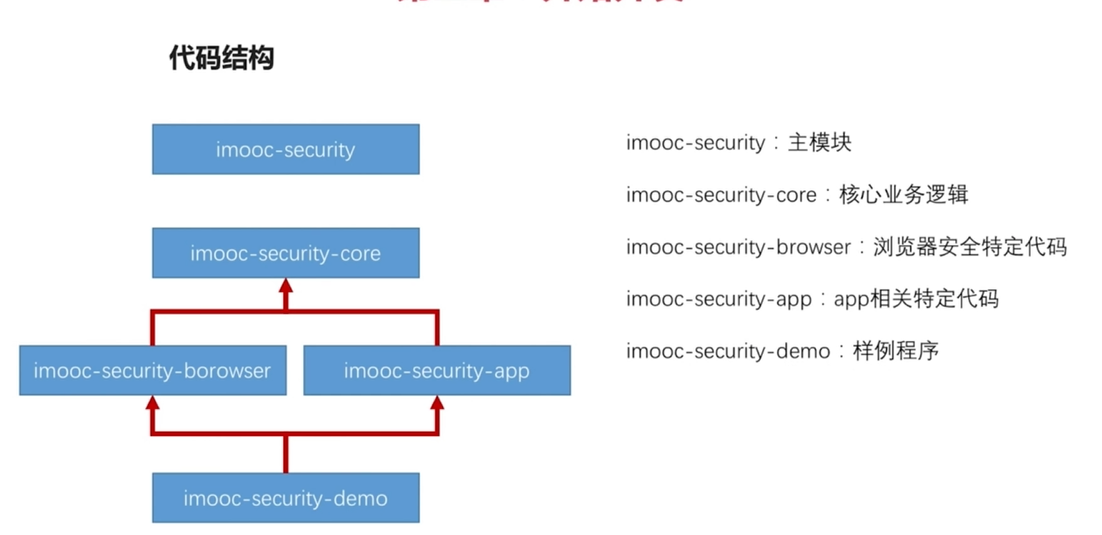 代码结构
imooc-security
imooc-security-core
imooc-security-borowser
imooc-security-app
imooc-security-demo
imooc-security：主模块
imooc-security-core：核心业务逻辑
imooc-security-browser：浏览器安全特定代码
imooc-security-app：app相关特定代码
imooc-security-demo：样例程序